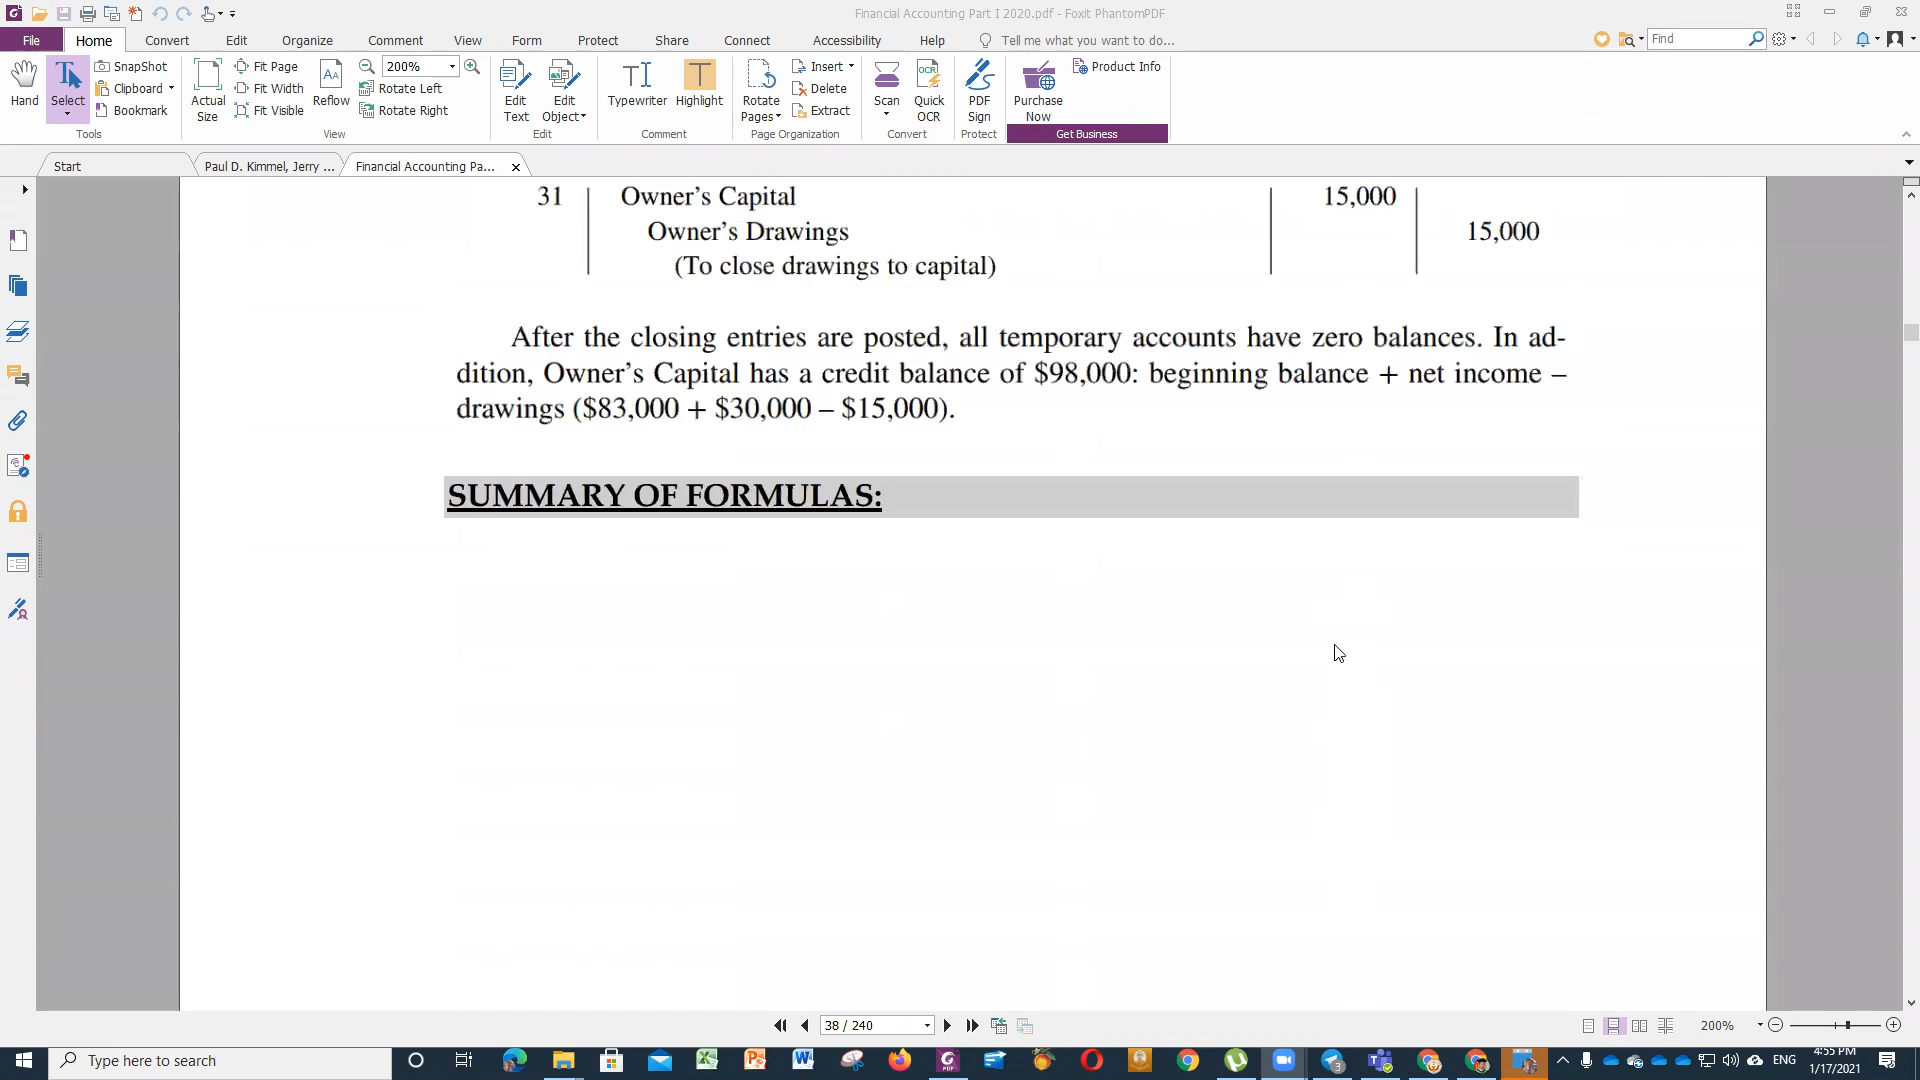 Financial Accounting Part I 2020.pdf - Foxit PhantomPDF
File Home Convert Edit Organize Comment View Form Protect Share Connect Accessibility Help Tell me what you want to do... Find
Hand
Select
SnapShot
Clipboard
Bookmark
Tools
Actual Size
Fit Page
Fit Width
Fit Visible
Reflow
200%
Rotate Left
Rotate Right
View
Edit Text
Edit Object
Edit
Typewriter
Highlight
Comment
Rotate Pages
Insert
Delete
Extract
Page Organization
Scan
Quick OCR
Convert
PDF Sign
Protect
Purchase Now
Product Info
Get Business
Start
Paul D. Kimmel, Jerry ...
Financial Accounting Pa...
31 Owner's Capital 15,000
Owner's Drawings 15,000
(To close drawings to capital)
After the closing entries are posted, all temporary accounts have zero balances. In ad-
dition, Owner's Capital has a credit balance of $98,000: beginning balance + net income –
drawings ($83,000 + $30,000 – $15,000).
SUMMARY OF FORMULAS:
38 / 240
200%
Type here to search
ENG
4:55 PM
1/17/2021